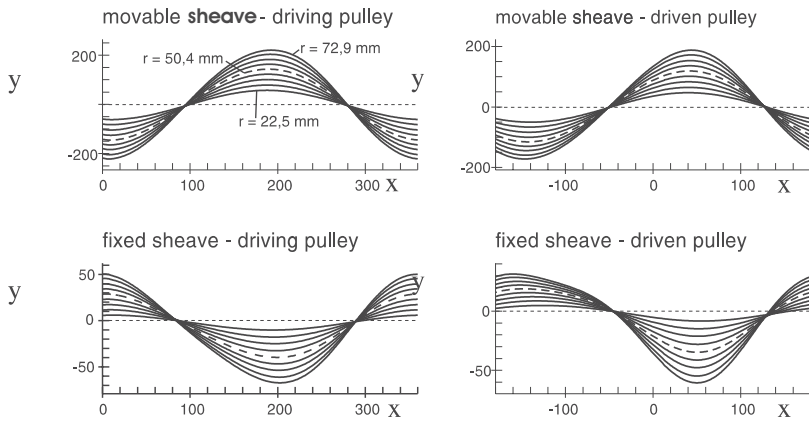 movable sheave - driving pulley
200
0
-200
y
r = 50,4 mm
r = 72,9 mm
r = 22,5 mm
0
100
200
300
x
movable sheave - driven pulley
y
200
0
-200
-100
0
100
x
fixed sheave - driving pulley
y
50
0
-50
0
100
200
300
x
fixed sheave - driven pulley
y
0
-50
-100
0
100
x